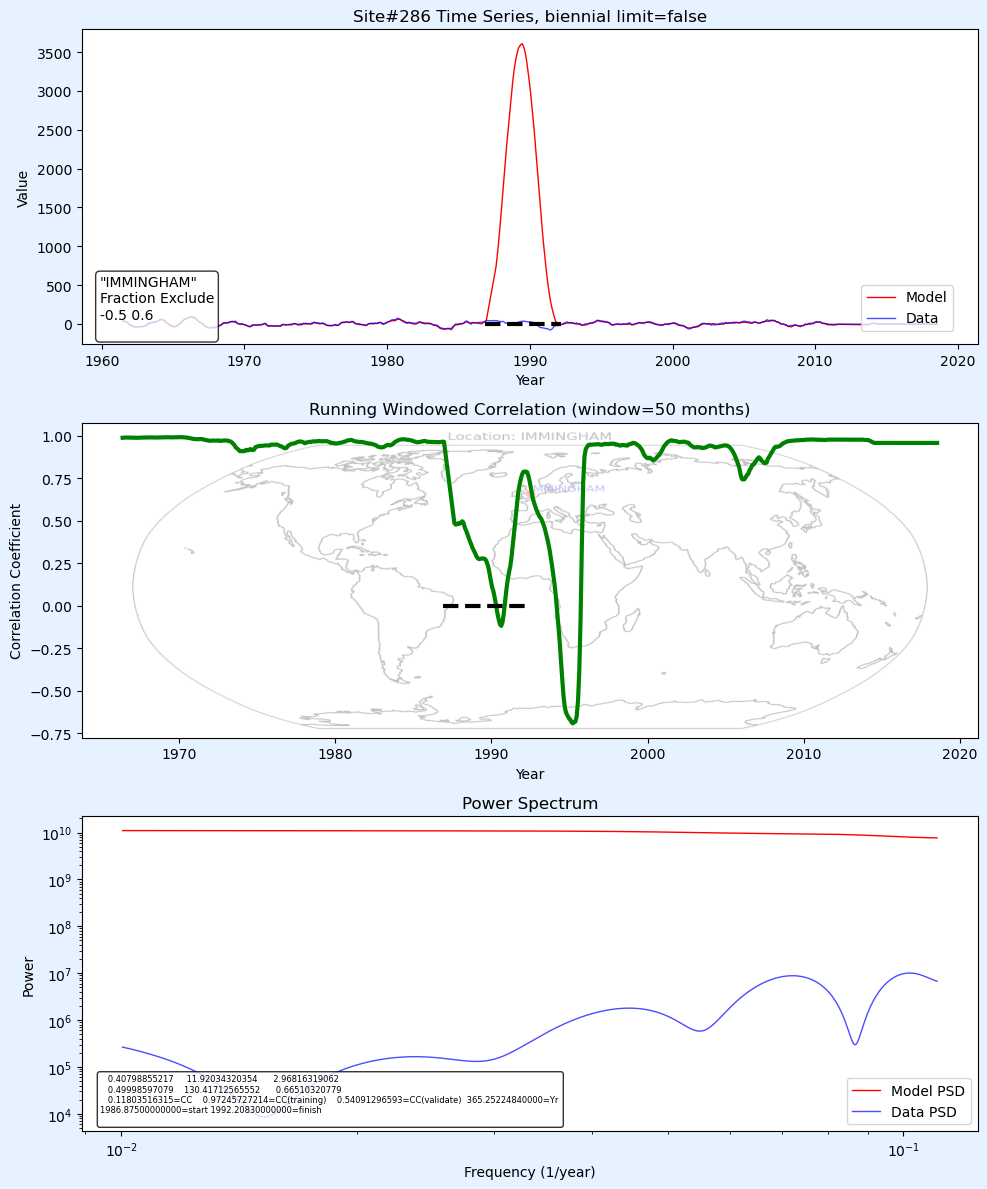 Site#286 Time Series, biennial limit=false
Value
3500
3000
2500
2000
1500
1000
500
0
"IMMINGHAM"
Fraction Exclude
-0.5 0.6
Model
Data
1960 1970 1980 1990 2000 2010 2020
Year
Running Windowed Correlation (window=50 months)
Location: IMMINGHAM
IMMINGHAM
Correlation Coefficient
1.00
0.75
0.50
0.25
0.00
−0.25
−0.50
−0.75
1970 1980 1990 2000 2010 2020
Year
Power Spectrum
Power
10^10
10^9
10^8
10^7
10^6
10^5
10^4
0.40798855217 11.92034320354 2.96816319062
0.49998597079 130.41712565552 0.66510320779
0.11803516315=CC 0.97245727214=CC(training) 0.54091296593=CC(validate) 365.25224840000=Yr
1986.87500000000=start 1992.20830000000=finish
Model PSD
Data PSD
10^−2 10^−1
Frequency (1/year)